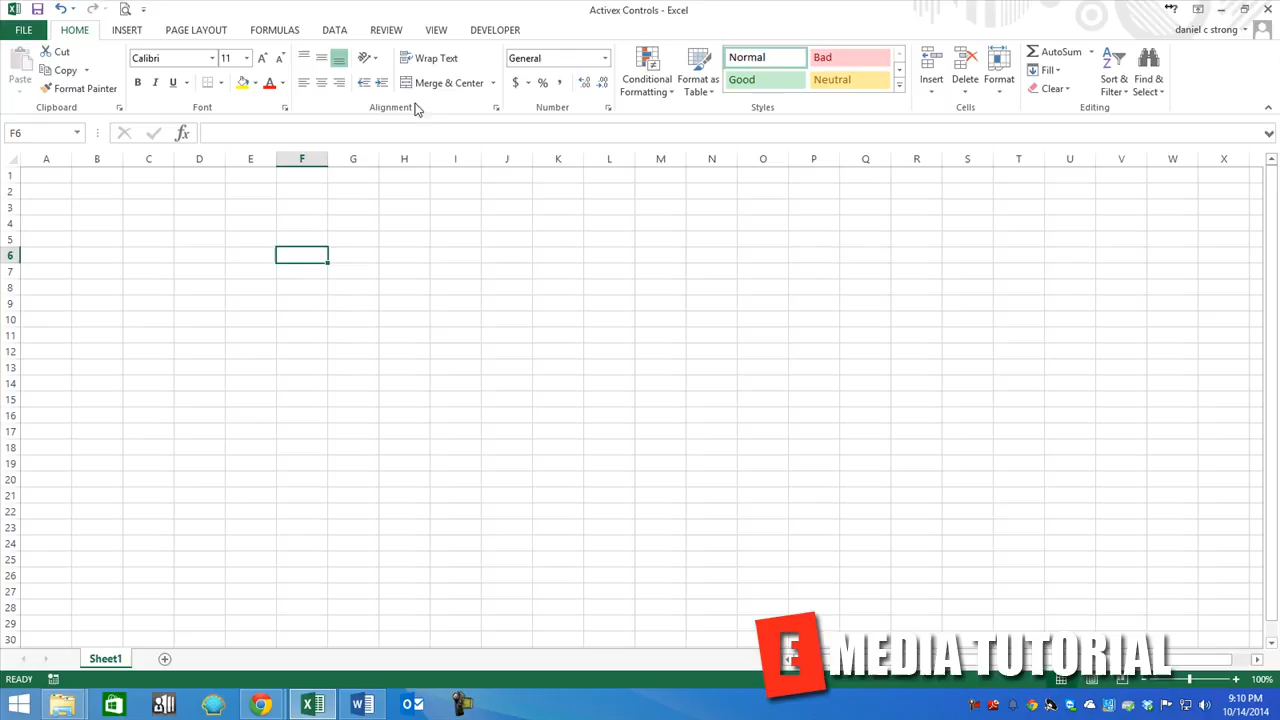 Activex Controls - Excel
FILE HOME INSERT PAGE LAYOUT FORMULAS DATA REVIEW VIEW DEVELOPER daniel c strong
Paste
Cut
Copy
Format Painter
Clipboard
Calibri 11
B I U
A
Font
Wrap Text
Merge & Center
Alignment
General
$ % ,
Number
Conditional Formatting
Format as Table
Normal Bad
Good Neutral
Styles
Insert Delete Format
Cells
AutoSum
Fill
Clear
Sort & Filter
Find & Select
Editing
F6 fx
A B C D E F G H I J K L M N O P Q R S T U V W X
1
2
3
4
5
6
7
8
9
10
11
12
13
14
15
16
17
18
19
20
21
22
23
24
25
26
27
28
29
30
E MEDIA TUTORIAL
Sheet1
READY 100%
9:10 PM
10/14/2014